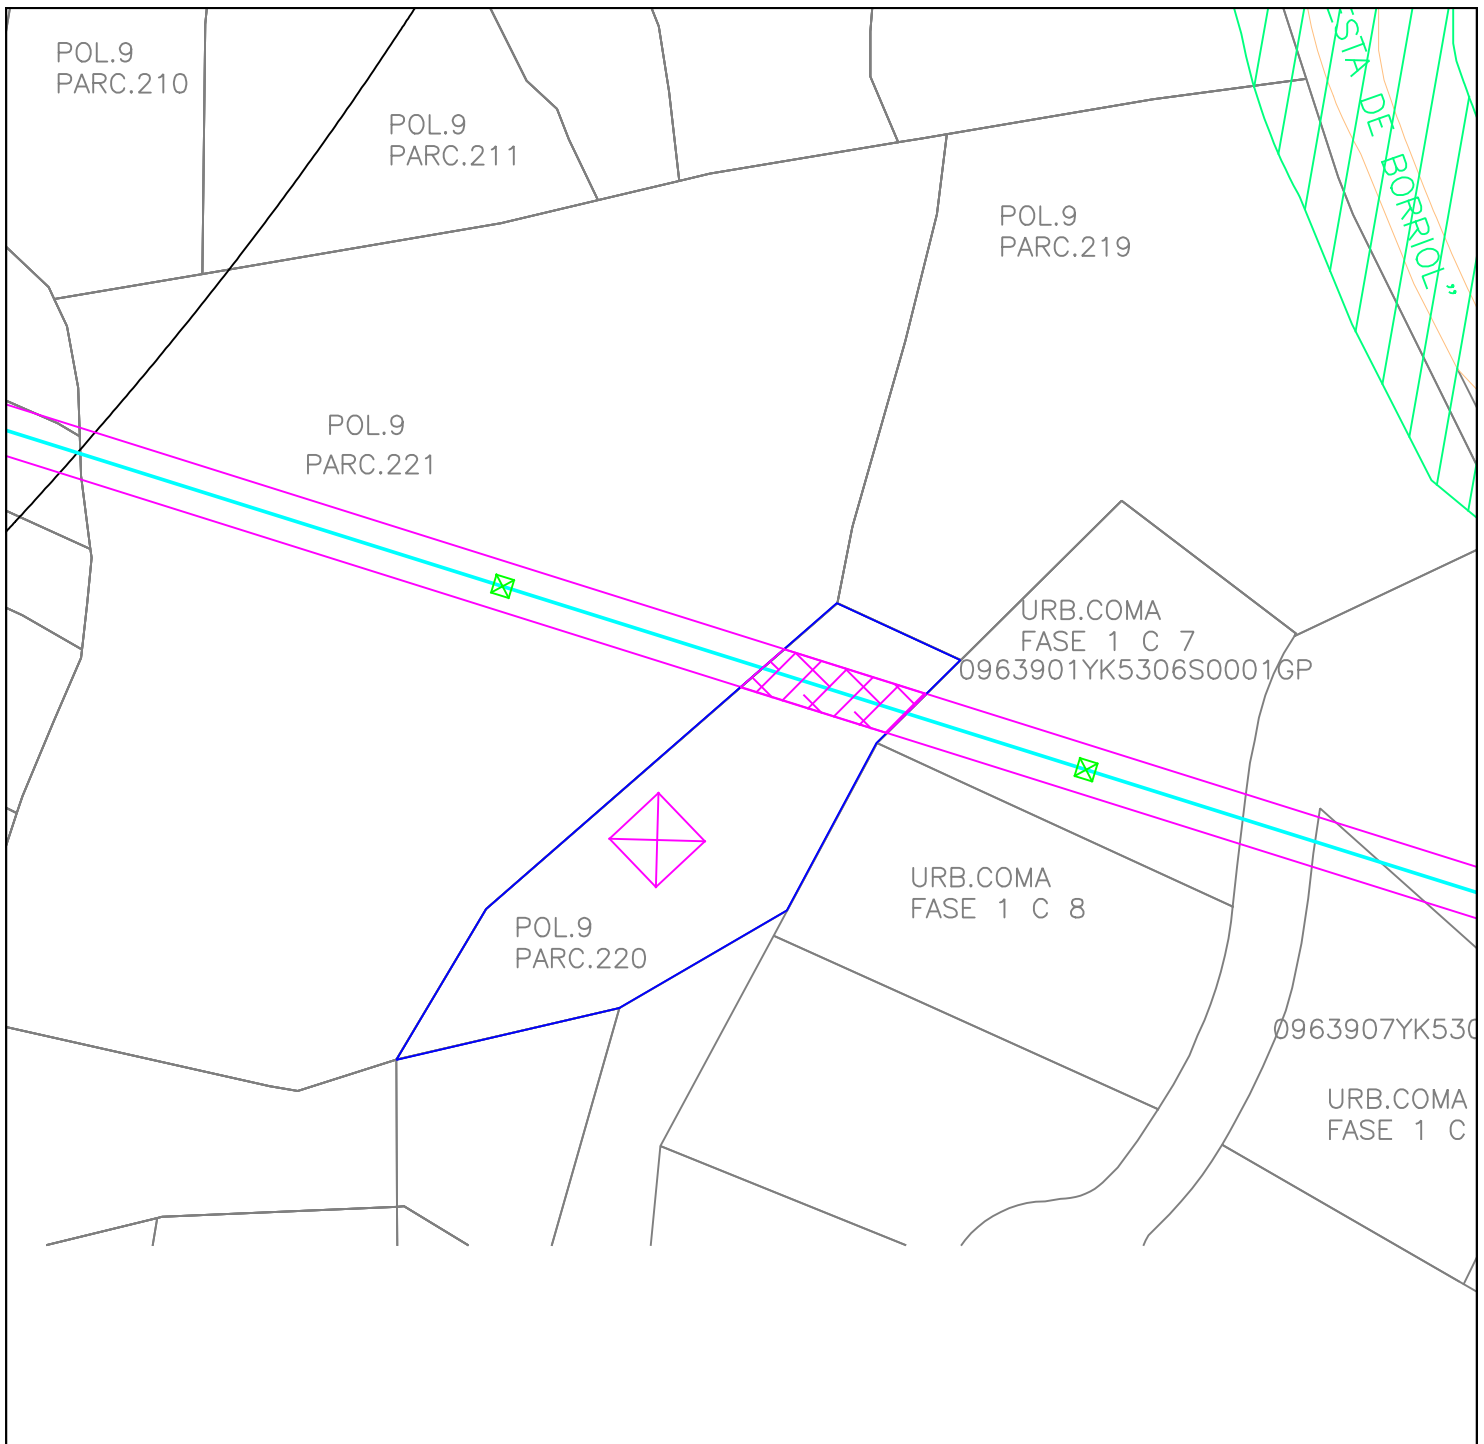 POL.9
PARC.210
POL.9
PARC.211
POL.9
PARC.219
DE BORRIOL"
POL.9
PARC.221
URB.COMA
FASE 1 C 7
0963901YK5306S0001GP
URB.COMA
FASE 1 C 8
POL.9
PARC.220
0963907YK530
URB.COMA
FASE 1 C